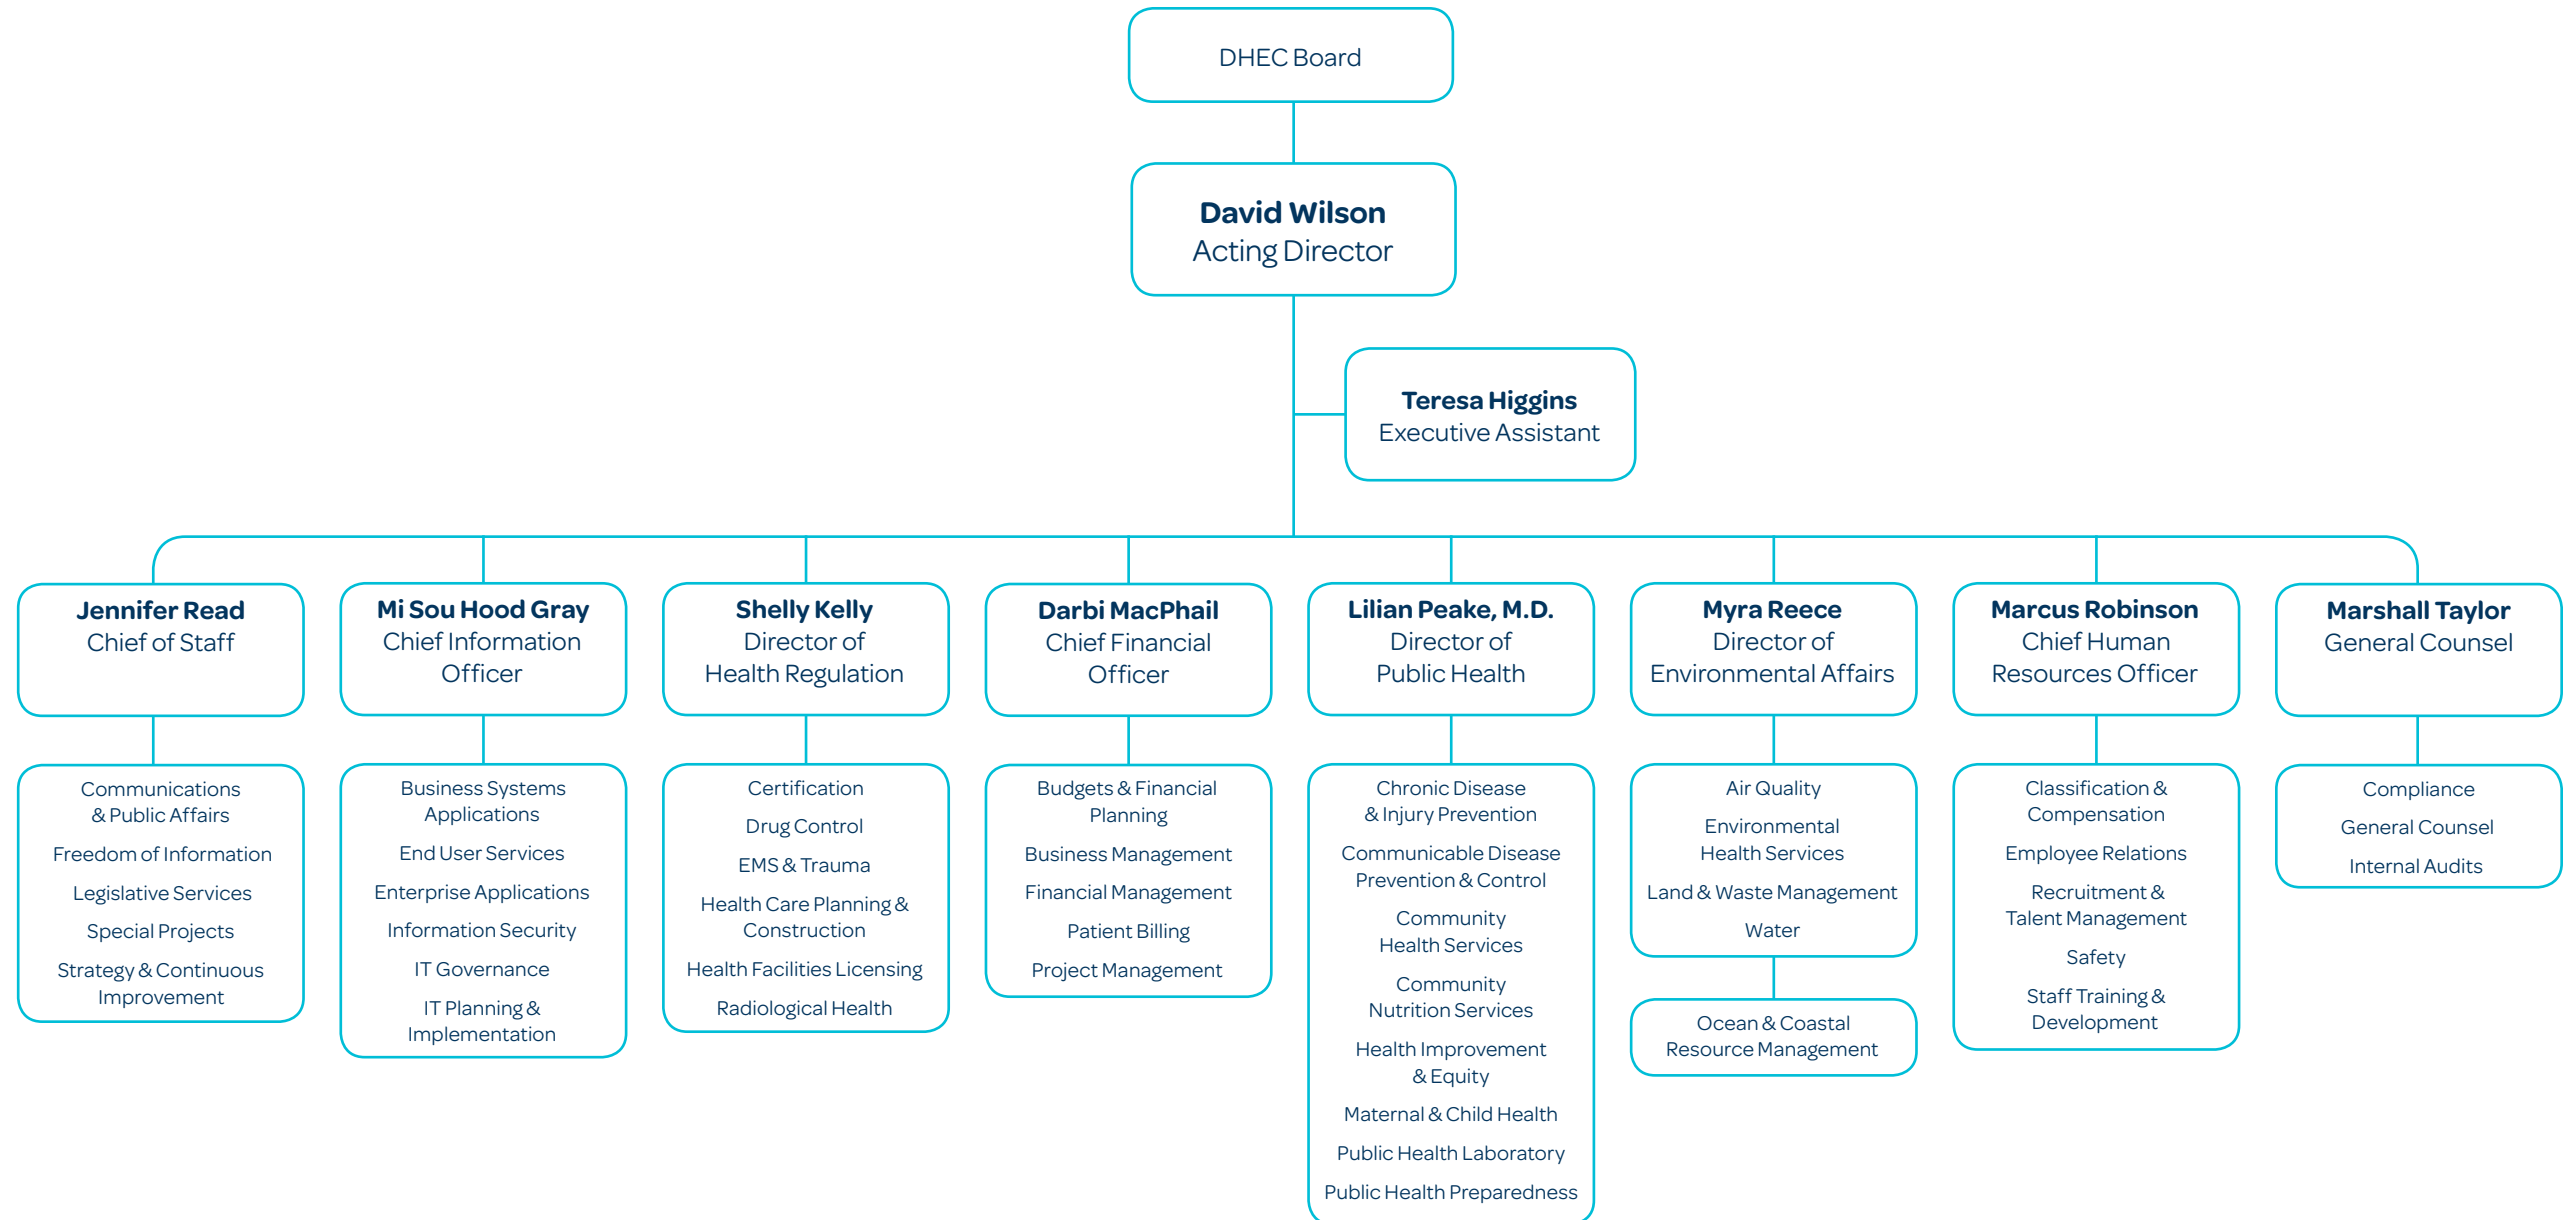 DHEC Board
David Wilson
Acting Director
Teresa Higgins
Executive Assistant
Jennifer Read
Chief of Staff
Communications
& Public Affairs
Freedom of Information
Legislative Services
Special Projects
Strategy & Continuous
Improvement
Mi Sou Hood Gray
Chief Information
Officer
Business Systems
Applications
End User Services
Enterprise Applications
Information Security
IT Governance
IT Planning &
Implementation
Shelly Kelly
Director of
Health Regulation
Certification
Drug Control
EMS & Trauma
Health Care Planning &
Construction
Health Facilities Licensing
Radiological Health
Darbi MacPhail
Chief Financial
Officer
Budgets & Financial
Planning
Business Management
Financial Management
Patient Billing
Project Management
Lilian Peake, M.D.
Director of
Public Health
Chronic Disease
& Injury Prevention
Communicable Disease
Prevention & Control
Community
Health Services
Community
Nutrition Services
Health Improvement
& Equity
Maternal & Child Health
Public Health Laboratory
Public Health Preparedness
Myra Reece
Director of
Environmental Affairs
Air Quality
Environmental
Health Services
Land & Waste Management
Water
Ocean & Coastal
Resource Management
Marcus Robinson
Chief Human
Resources Officer
Classification &
Compensation
Employee Relations
Recruitment &
Talent Management
Safety
Staff Training &
Development
Marshall Taylor
General Counsel
Compliance
General Counsel
Internal Audits